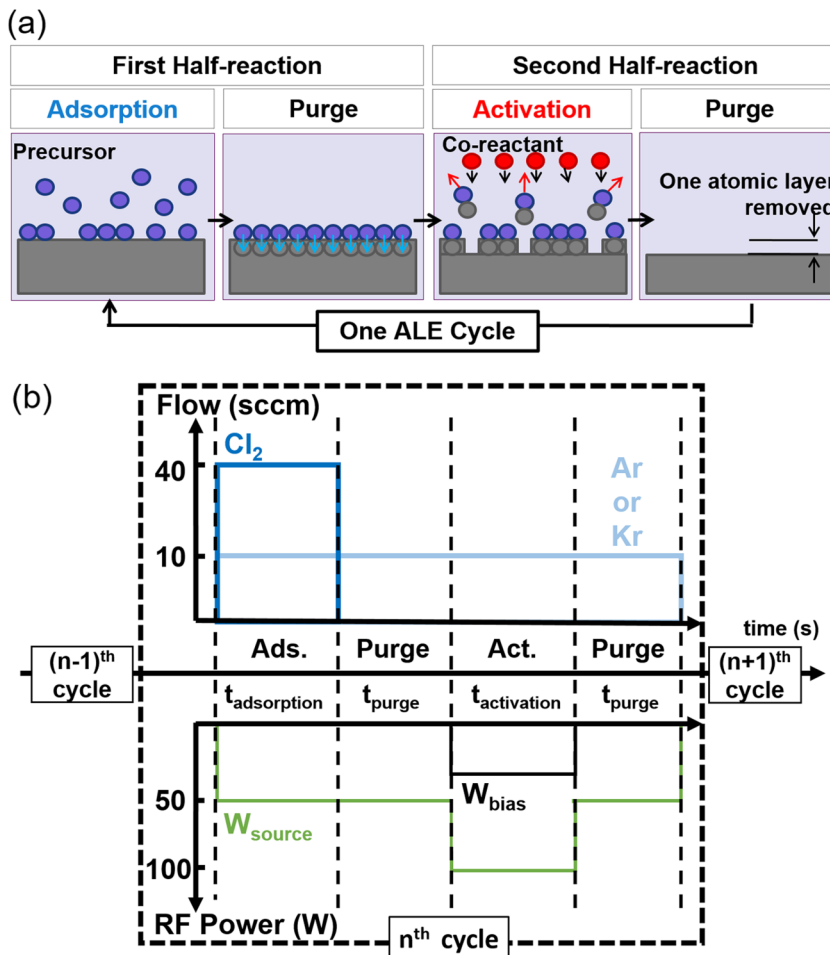 (a)
First Half-reaction
Second Half-reaction
Adsorption
Purge
Activation
Purge
Precursor
Co-reactant
One atomic layer
removed
One ALE Cycle
(b)
Flow (sccm)
Cl2
40
Ar
or
Kr
10
time (s)
(n-1)th
cycle
Ads.
Purge
Act.
Purge
(n+1)th
cycle
tadsorption
tpurge
tactivation
tpurge
50
Wbias
Wsource
100
RF Power (W)
nth cycle